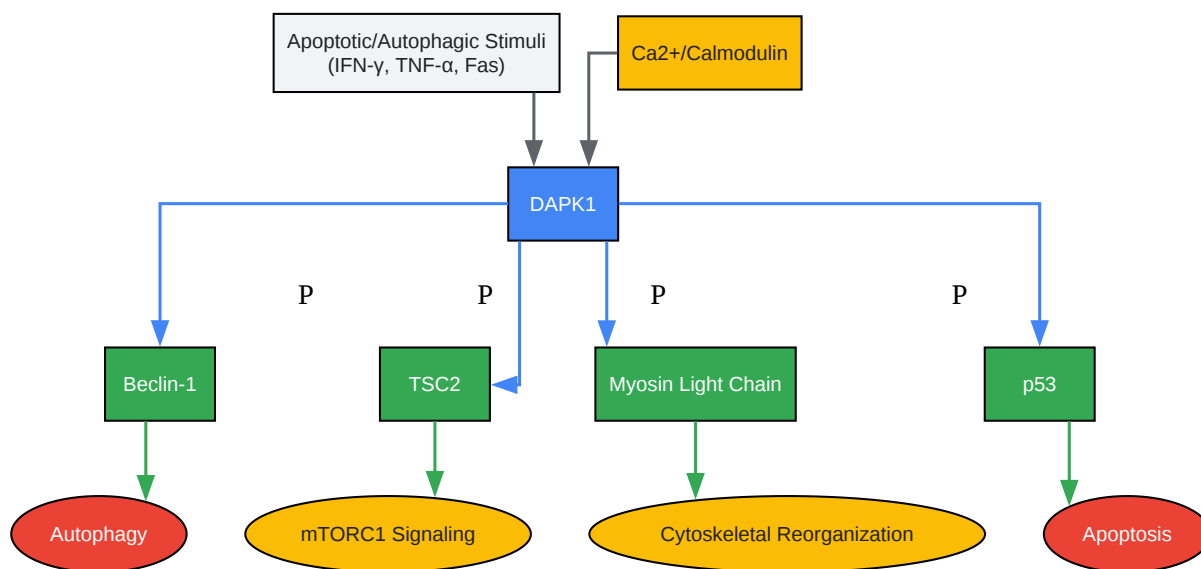 Apoptotic/Autophagic Stimuli
(IFN-γ, TNF-α, Fas)
Ca2+/Calmodulin
DAPK1
P
P
P
P
Beclin-1
TSC2
Myosin Light Chain
p53
Autophagy
mTORC1 Signaling
Cytoskeletal Reorganization
Apoptosis